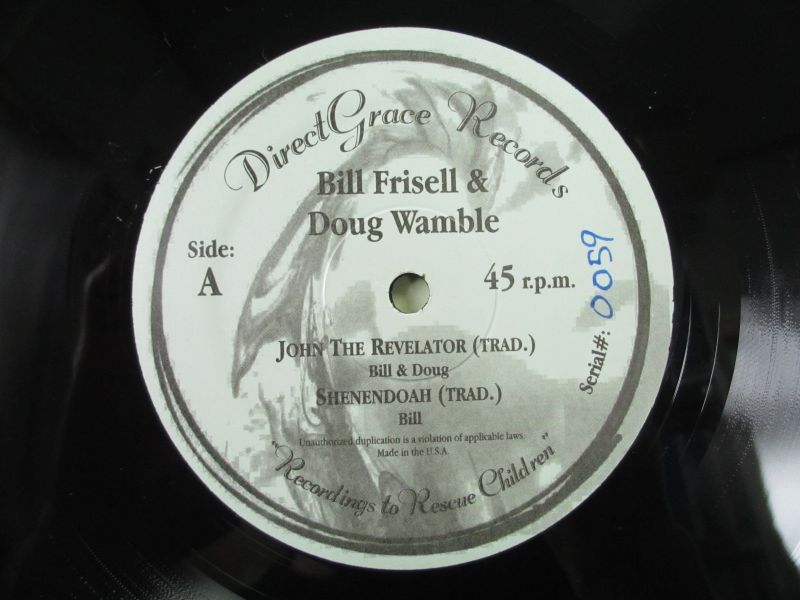 DirectGrace Records
Bill Frisell &
Doug Wamble
Side:
A
45 r.p.m.
Serial#: 0059
JOHN THE REVELATOR (TRAD.)
Bill & Doug
SHENENDOAH (TRAD.)
Bill
Unauthorized duplication is a violation of applicable laws.
Made in the U.S.A.
"Recordings to Rescue Children"